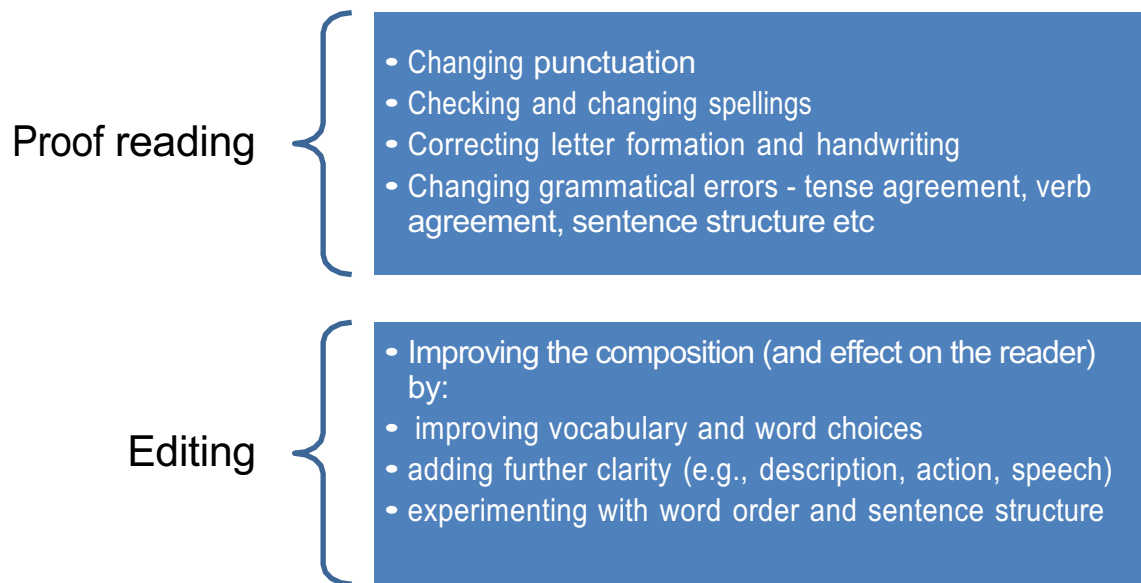 Proof reading
• Changing punctuation
• Checking and changing spellings
• Correcting letter formation and handwriting
• Changing grammatical errors - tense agreement, verb
agreement, sentence structure etc
Editing
• Improving the composition (and effect on the reader)
by:
• improving vocabulary and word choices
• adding further clarity (e.g., description, action, speech)
• experimenting with word order and sentence structure